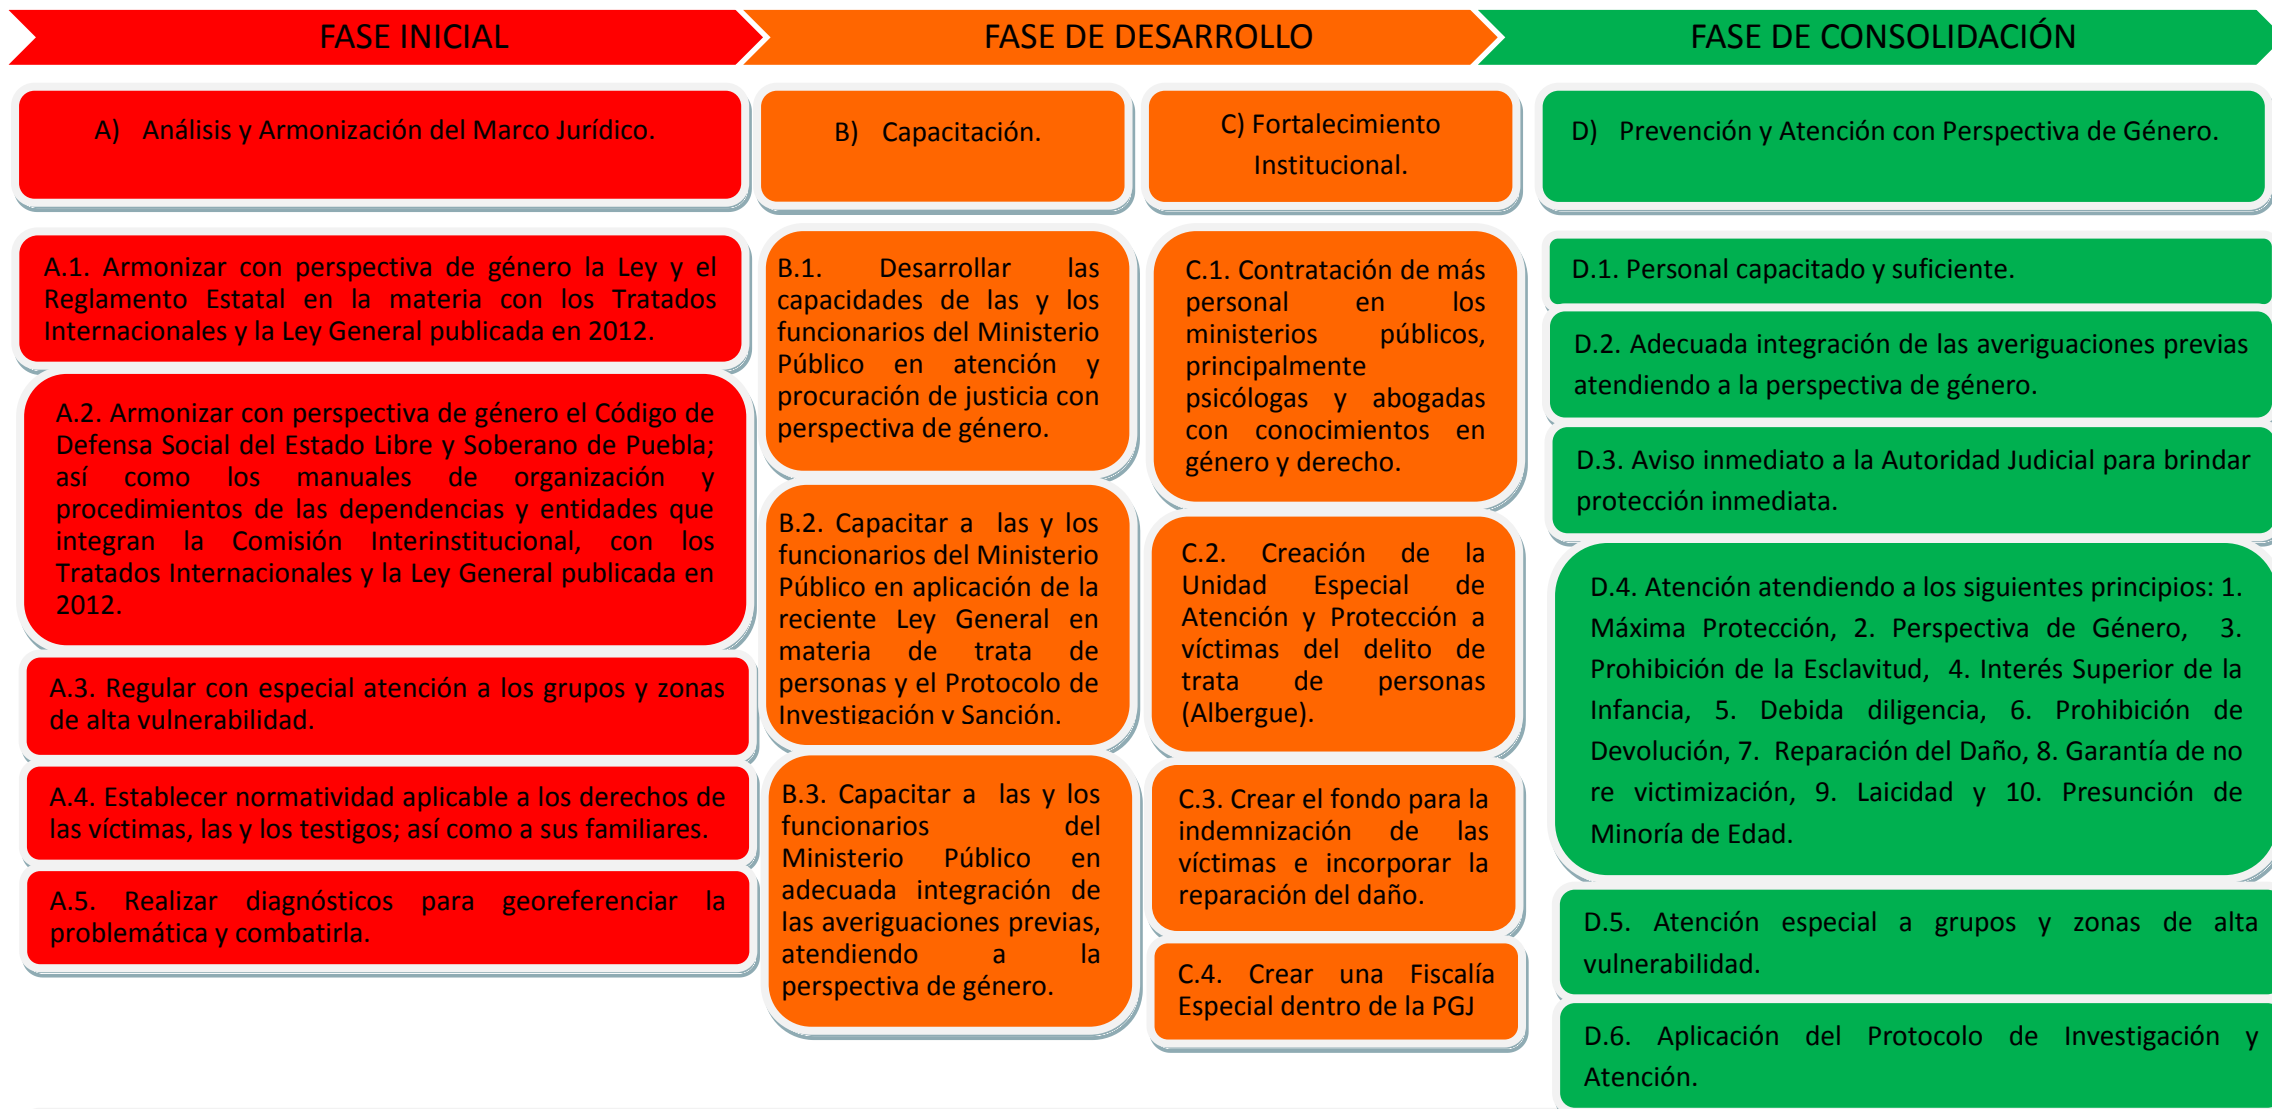 FASE INICIAL
FASE DE DESARROLLO
FASE DE CONSOLIDACIÓN
A) Análisis y Armonización del Marco Jurídico.
A.1. Armonizar con perspectiva de género la Ley y el
Reglamento Estatal en la materia con los Tratados
Internacionales y la Ley General publicada en 2012.
A.2. Armonizar con perspectiva de género el Código de
Defensa Social del Estado Libre y Soberano de Puebla;
así como los manuales de organización y
procedimientos de las dependencias y entidades que
integran la Comisión Interinstitucional, con los
Tratados Internacionales y la Ley General publicada en
2012.
A.3. Regular con especial atención a los grupos y zonas
de alta vulnerabilidad.
A.4. Establecer normatividad aplicable a los derechos de
las víctimas, las y los testigos; así como a sus familiares.
A.5. Realizar diagnósticos para georeferenciar la
problemática y combatirla.
B) Capacitación.
B.1. Desarrollar las
capacidades de las y los
funcionarios del Ministerio
Público en atención y
procuración de justicia con
perspectiva de género.
B.2. Capacitar a las y los
funcionarios del Ministerio
Público en aplicación de la
reciente Ley General en
materia de trata de
personas y el Protocolo de
Investigación y Sanción.
B.3. Capacitar a las y los
funcionarios del
Ministerio Público en
adecuada integración de
las averiguaciones previas,
atendiendo a la
perspectiva de género.
C) Fortalecimiento
Institucional.
C.1. Contratación de más
personal en los
ministerios públicos,
principalmente
psicólogas y abogadas
con conocimientos en
género y derecho.
C.2. Creación de la
Unidad Especial de
Atención y Protección a
víctimas del delito de
trata de personas
(Albergue).
C.3. Crear el fondo para la
indemnización de las
víctimas e incorporar la
reparación del daño.
C.4. Crear una Fiscalía
Especial dentro de la PGJ
D) Prevención y Atención con Perspectiva de Género.
D.1. Personal capacitado y suficiente.
D.2. Adecuada integración de las averiguaciones previas
atendiendo a la perspectiva de género.
D.3. Aviso inmediato a la Autoridad Judicial para brindar
protección inmediata.
D.4. Atención atendiendo a los siguientes principios: 1.
Máxima Protección, 2. Perspectiva de Género, 3.
Prohibición de la Esclavitud, 4. Interés Superior de la
Infancia, 5. Debida diligencia, 6. Prohibición de
Devolución, 7. Reparación del Daño, 8. Garantía de no
re victimización, 9. Laicidad y 10. Presunción de
Minoría de Edad.
D.5. Atención especial a grupos y zonas de alta
vulnerabilidad.
D.6. Aplicación del Protocolo de Investigación y
Atención.